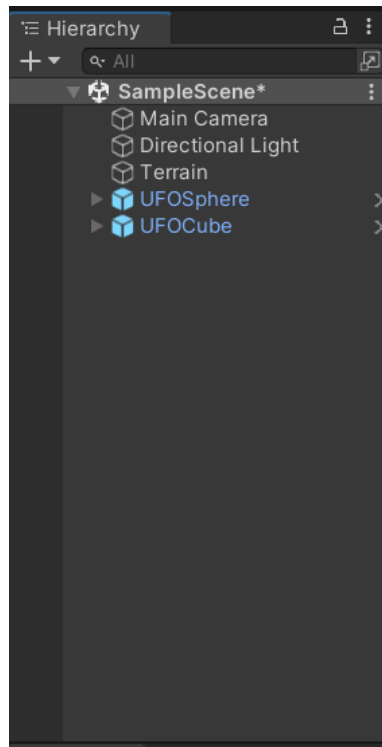 Hierarchy
All
SampleScene*
Main Camera
Directional Light
Terrain
UFOSphere
UFOCube